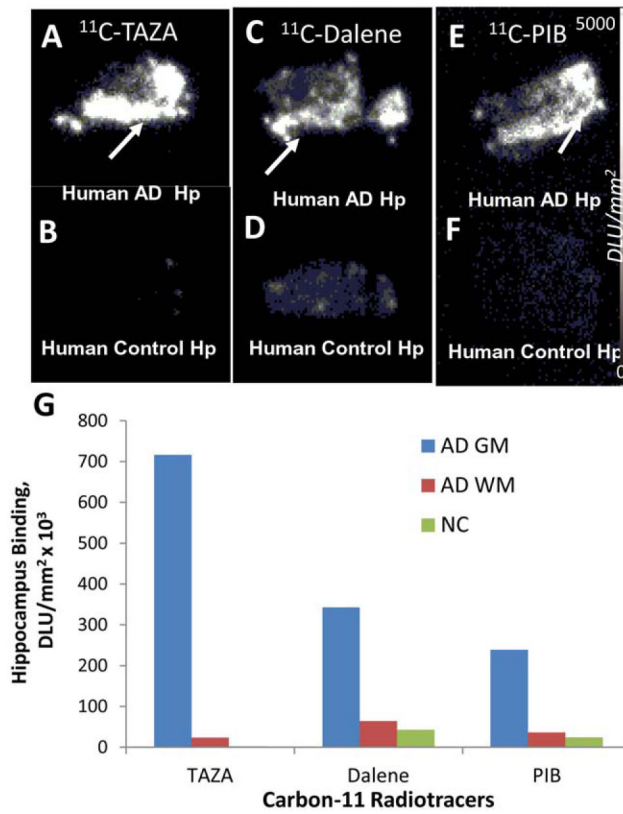 A ¹¹C-TAZA
Human AD Hp
B
Human Control Hp
C ¹¹C-Dalene
Human AD Hp
D
Human Control Hp
E ¹¹C-PIB 5000
Human AD Hp
F
Human Control Hp
DLU/mm²
0
G
Hippocampus Binding,
DLU/mm² x 10³
800
700
600
500
400
300
200
100
0
AD GM
AD WM
NC
TAZA Dalene PIB
Carbon-11 Radiotracers